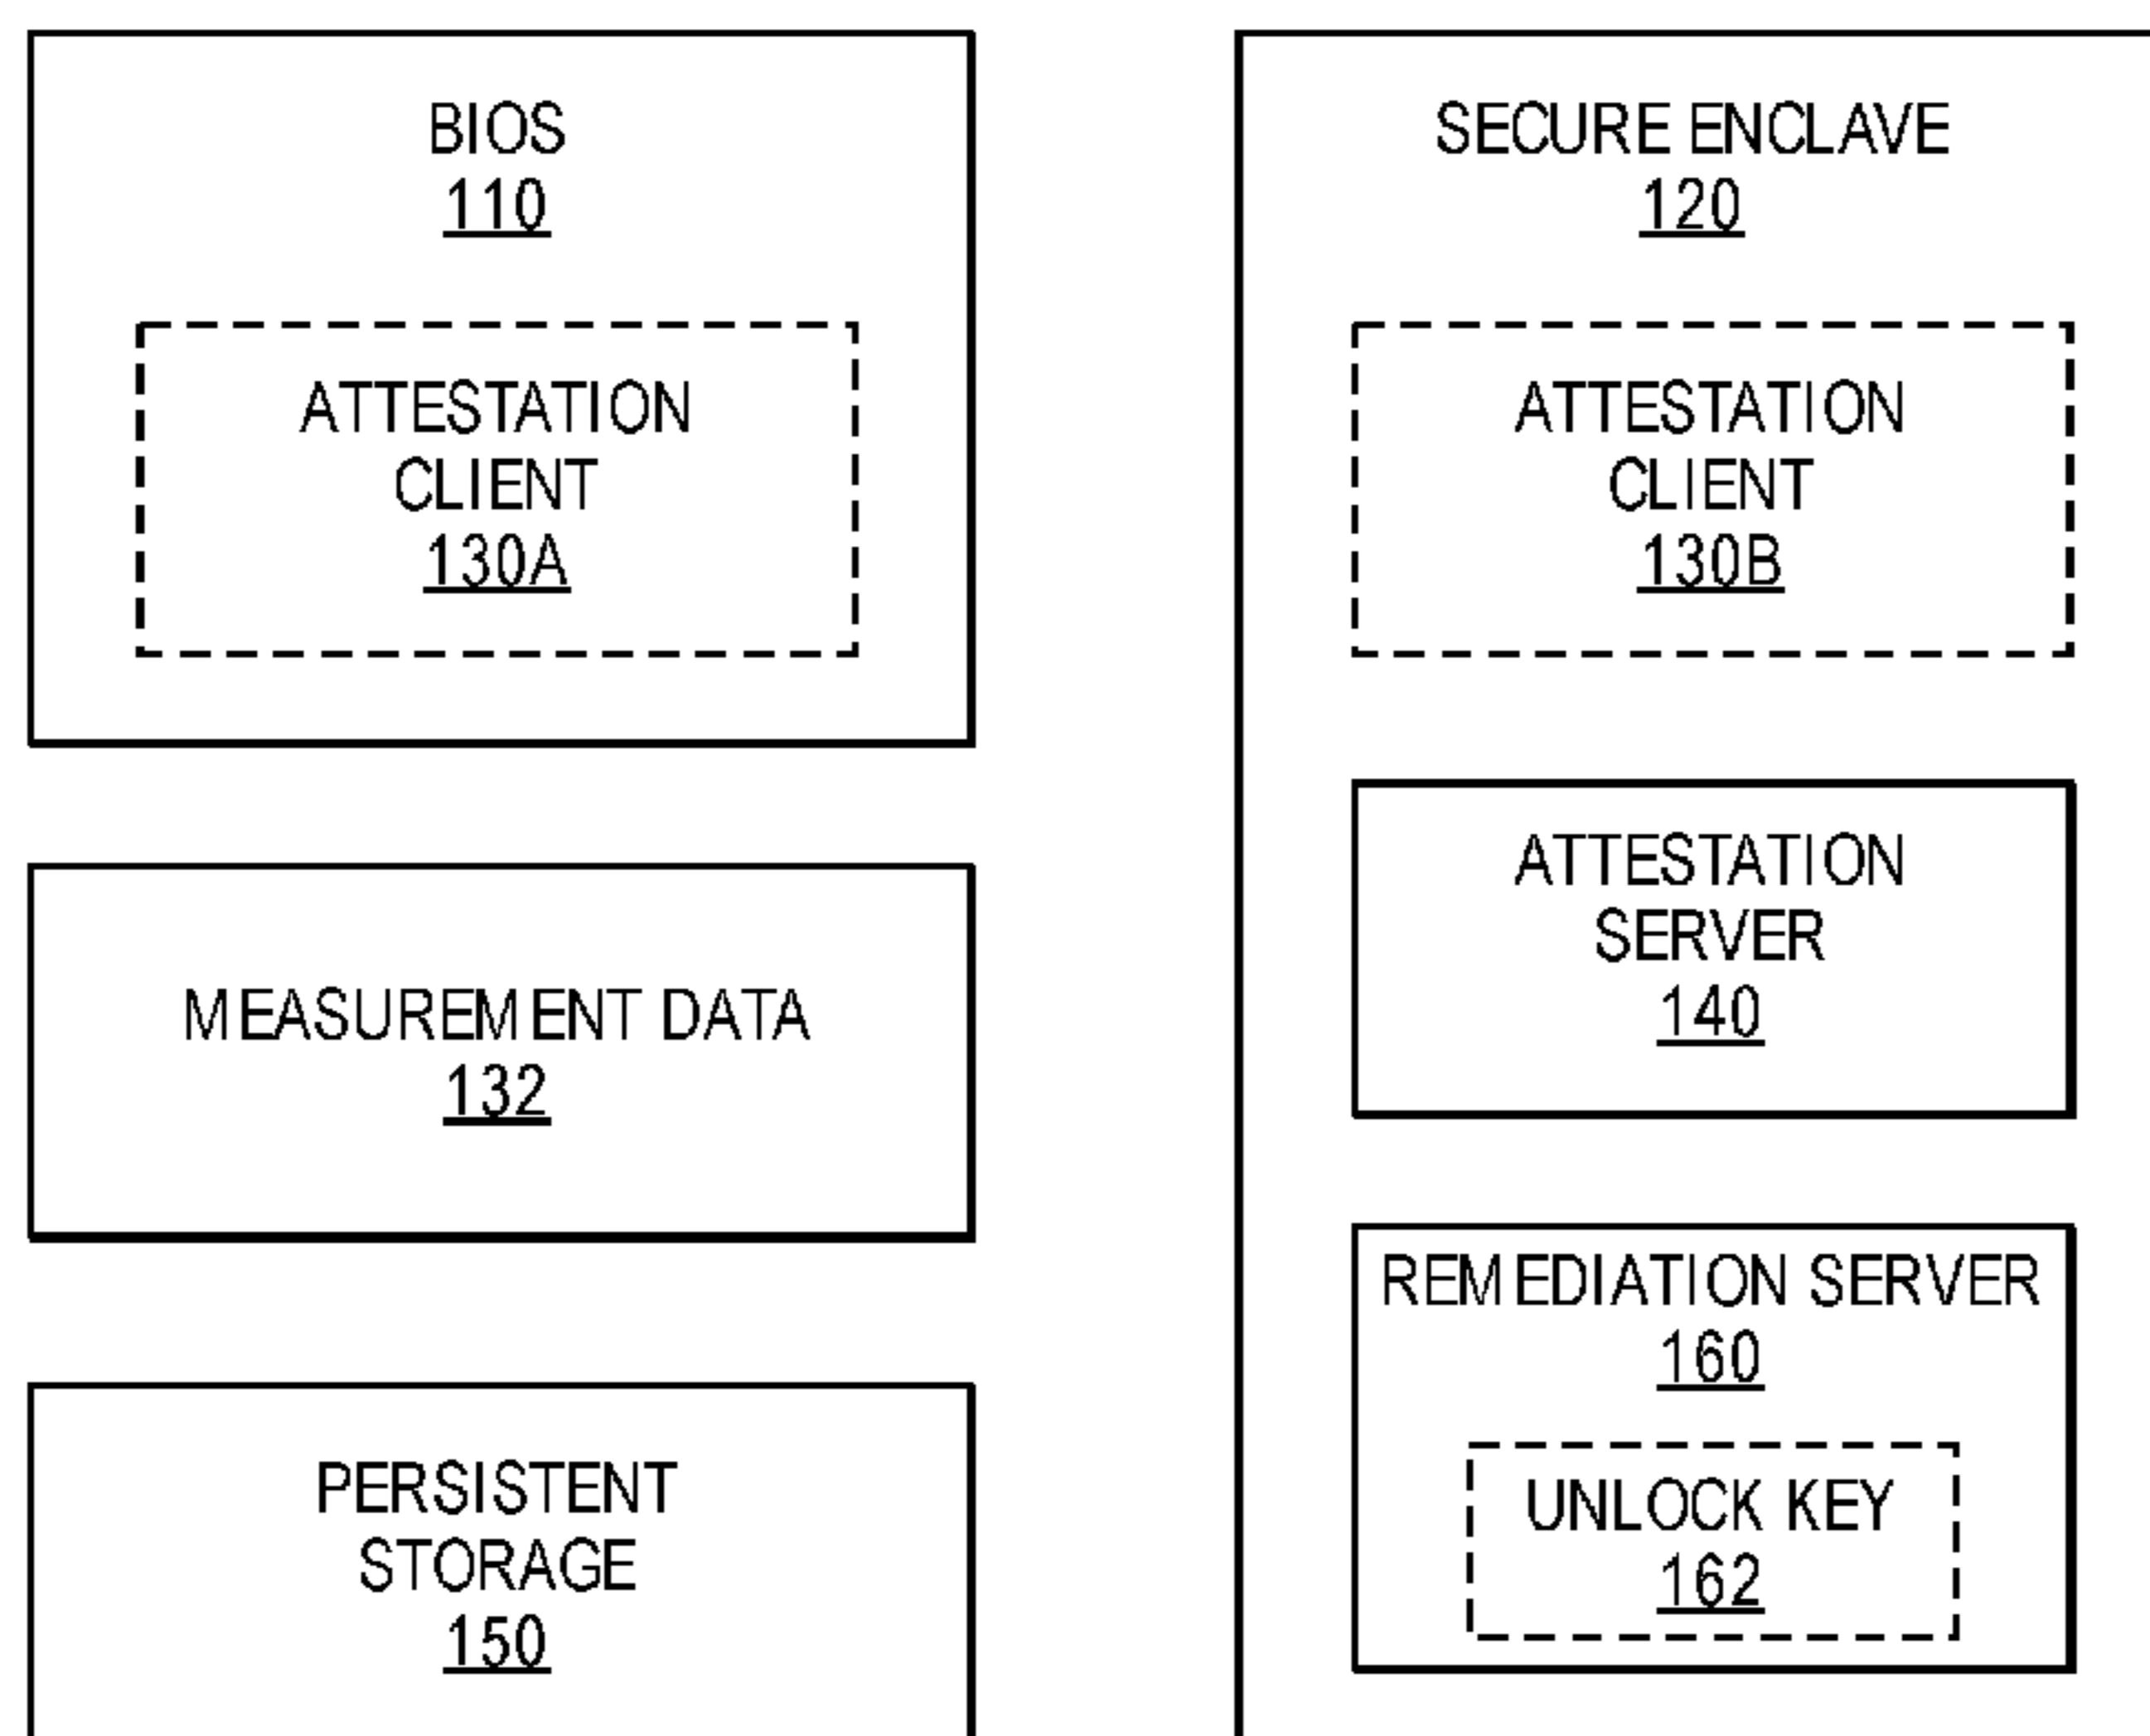 BIOS
110
ATTESTATION
CLIENT
130A
MEASUREMENT DATA
132
PERSISTENT
STORAGE
150
SECURE ENCLAVE
120
ATTESTATION
CLIENT
130B
ATTESTATION
SERVER
140
REMEDIATION SERVER
160
UNLOCK KEY
162